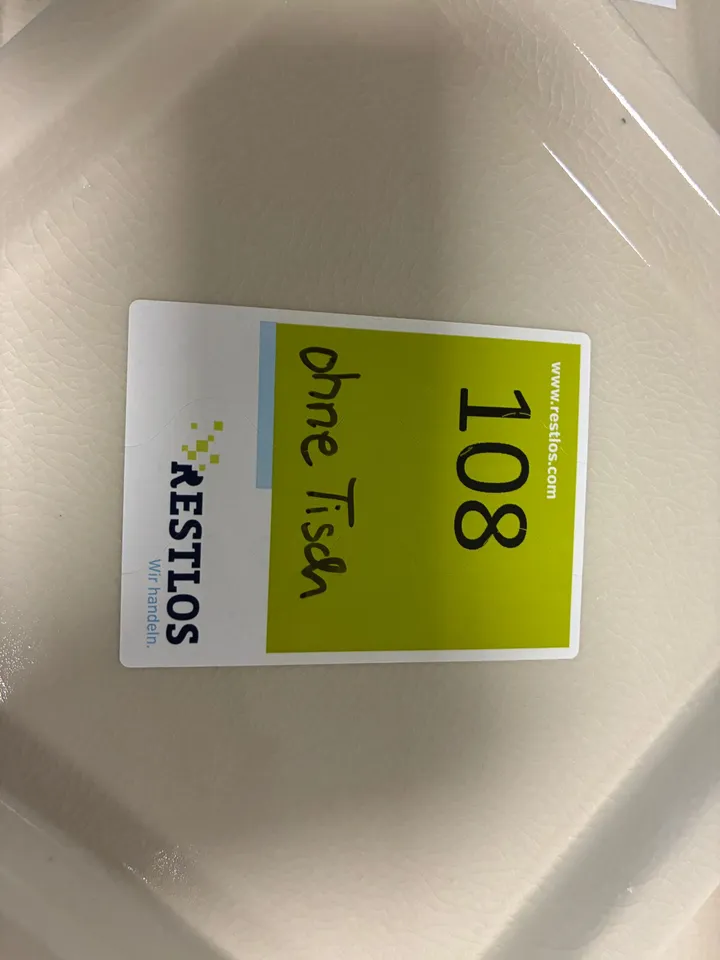 www.restlos.com
108
ohne Tisch
RESTLOS
Wir handeln.